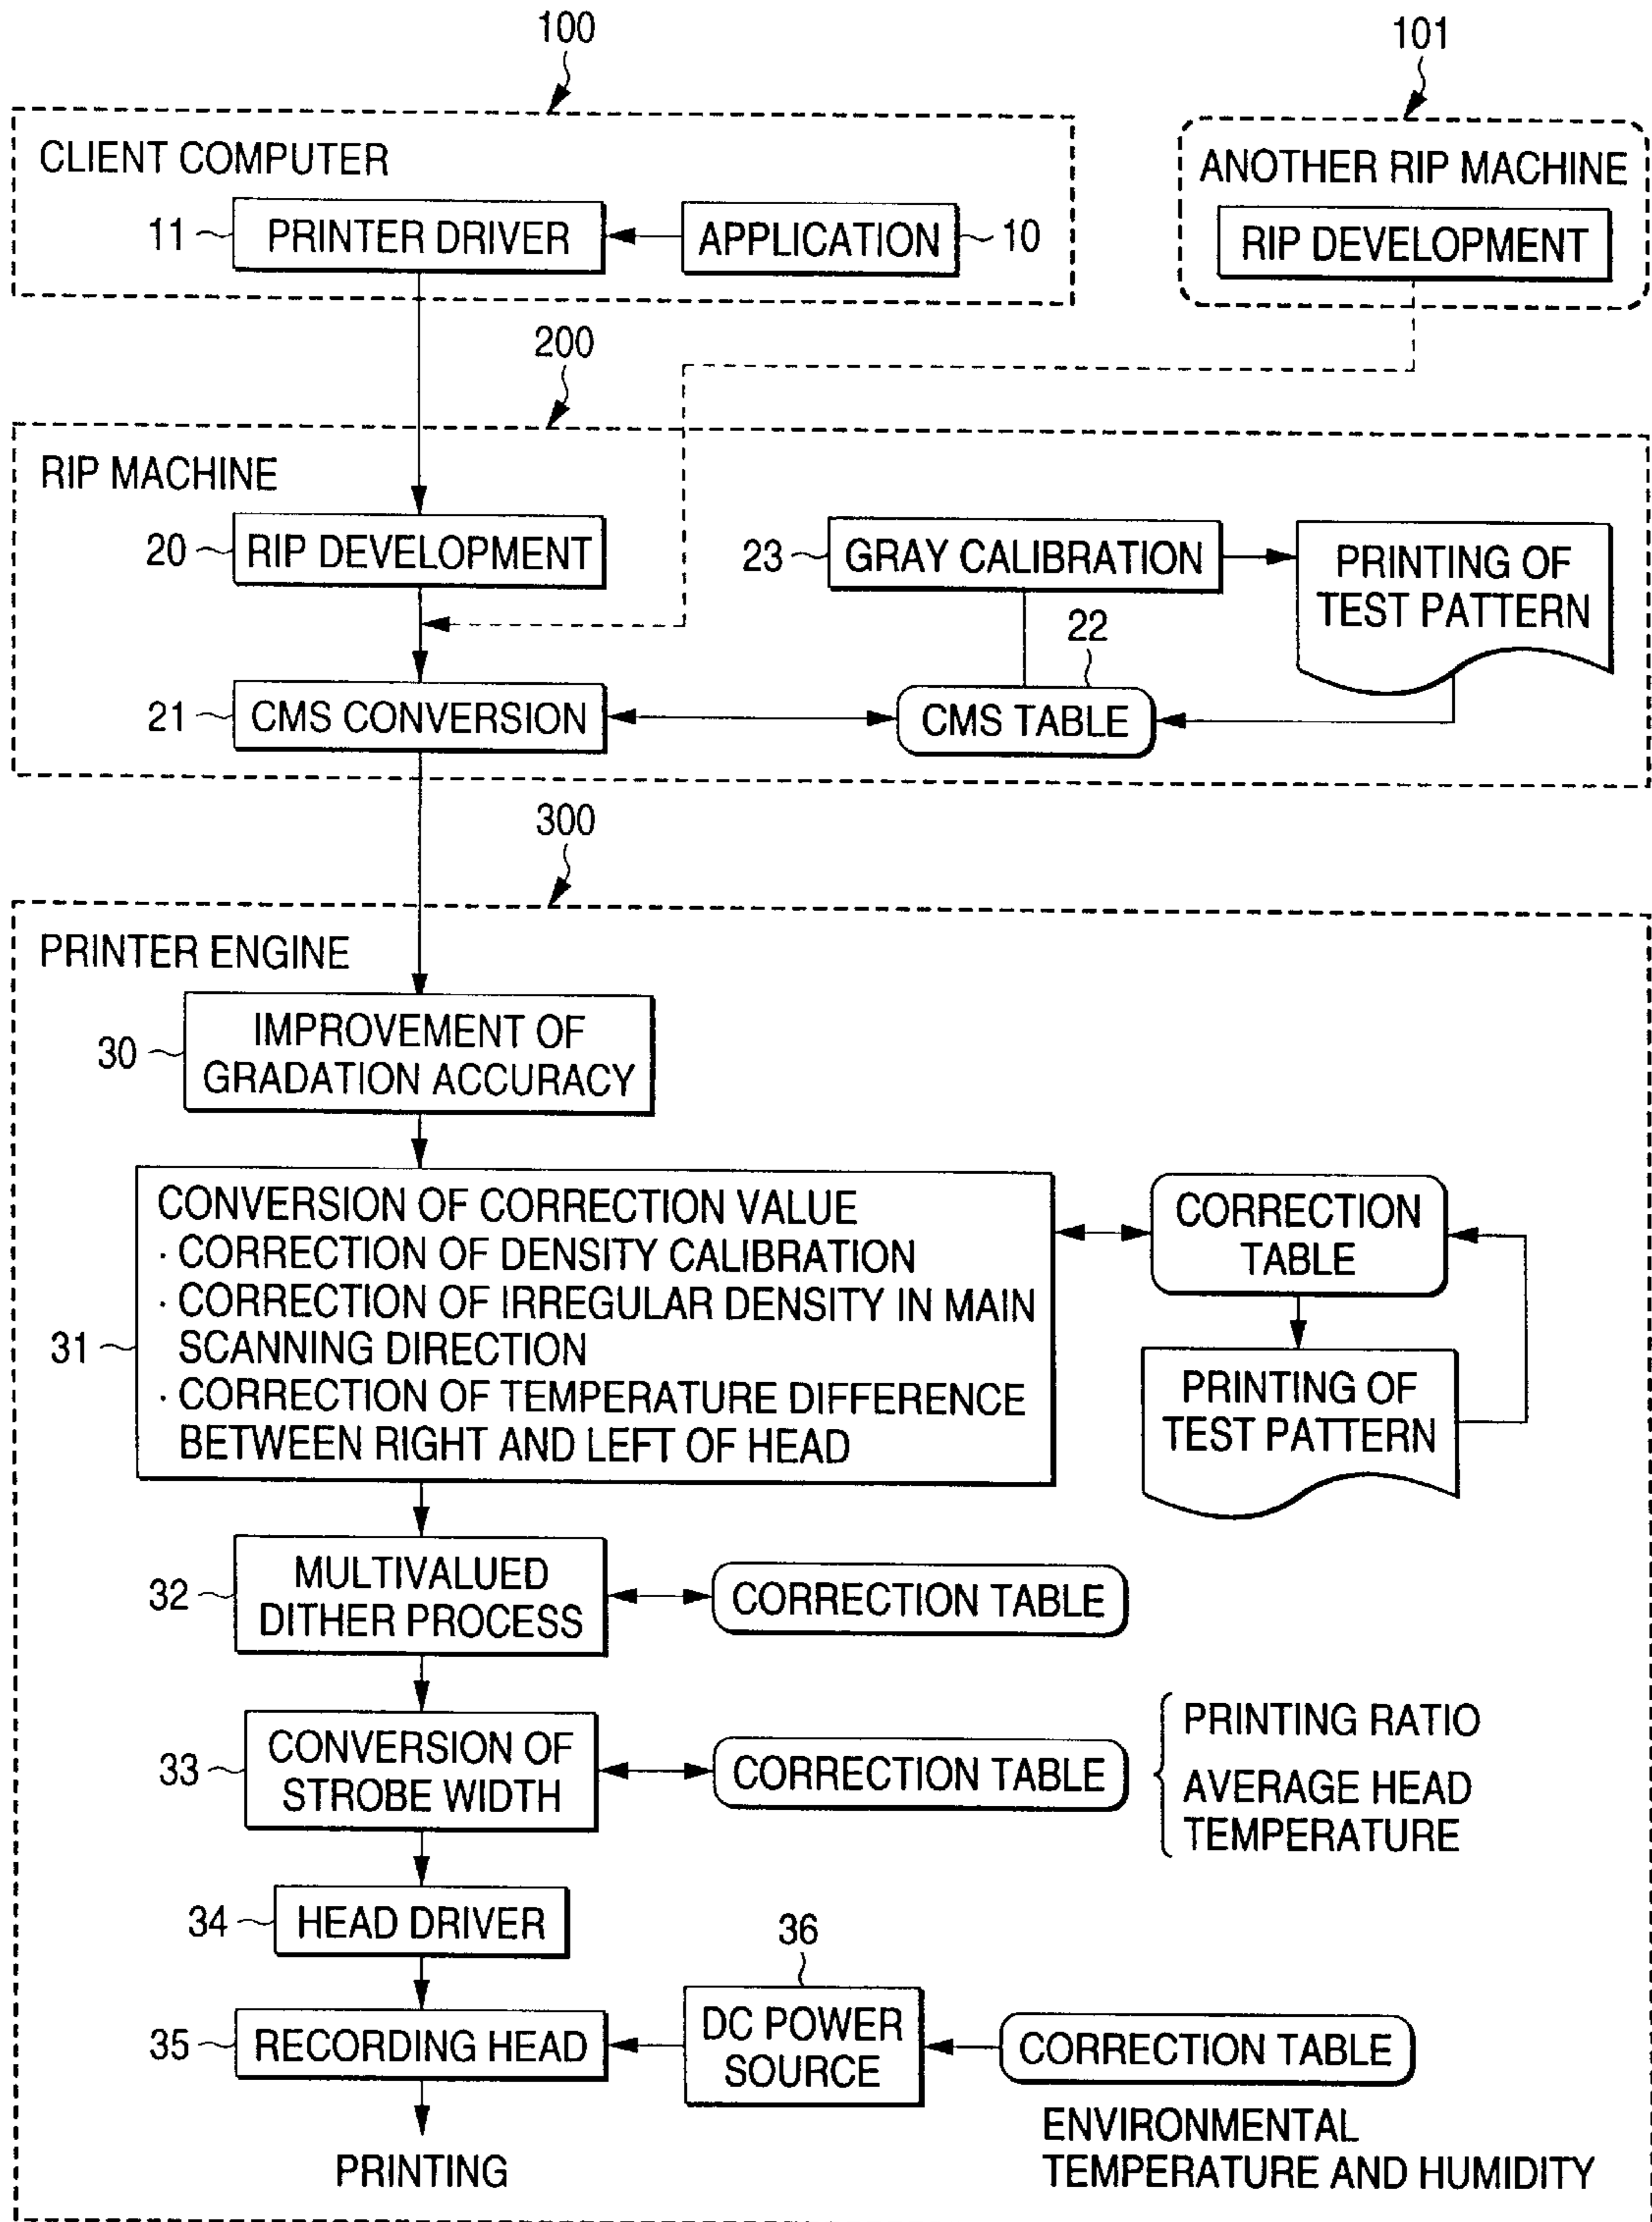 100
101
CLIENT COMPUTER
ANOTHER RIP MACHINE
11
PRINTER DRIVER
APPLICATION
10
RIP DEVELOPMENT
200
RIP MACHINE
20
RIP DEVELOPMENT
23
GRAY CALIBRATION
PRINTING OF
TEST PATTERN
22
21
CMS CONVERSION
CMS TABLE
300
PRINTER ENGINE
30
IMPROVEMENT OF
GRADATION ACCURACY
31
CONVERSION OF CORRECTION VALUE
· CORRECTION OF DENSITY CALIBRATION
· CORRECTION OF IRREGULAR DENSITY IN MAIN
SCANNING DIRECTION
· CORRECTION OF TEMPERATURE DIFFERENCE
BETWEEN RIGHT AND LEFT OF HEAD
CORRECTION
TABLE
PRINTING OF
TEST PATTERN
32
MULTIVALUED
DITHER PROCESS
CORRECTION TABLE
33
CONVERSION OF
STROBE WIDTH
CORRECTION TABLE
PRINTING RATIO
AVERAGE HEAD
TEMPERATURE
34
HEAD DRIVER
36
35
RECORDING HEAD
DC POWER
SOURCE
CORRECTION TABLE
ENVIRONMENTAL
TEMPERATURE AND HUMIDITY
PRINTING